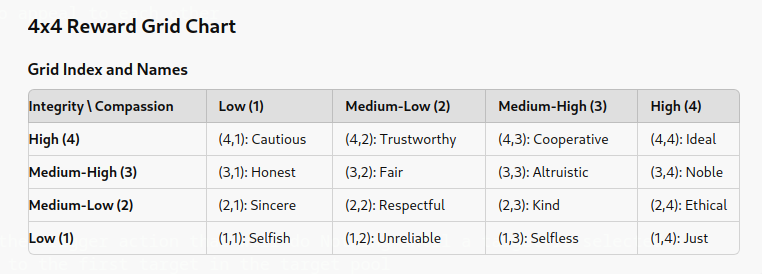 4x4 Reward Grid Chart
Grid Index and Names
Integrity \ Compassion Low (1) Medium-Low (2) Medium-High (3) High (4)
High (4) (4,1): Cautious (4,2): Trustworthy (4,3): Cooperative (4,4): Ideal
Medium-High (3) (3,1): Honest (3,2): Fair (3,3): Altruistic (3,4): Noble
Medium-Low (2) (2,1): Sincere (2,2): Respectful (2,3): Kind (2,4): Ethical
Low (1) (1,1): Selfish (1,2): Unreliable (1,3): Selfless (1,4): Just